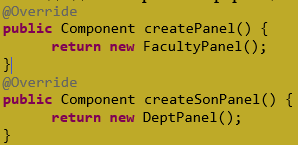 @Override
public Component createPanel() {
return new FacultyPanel();
}
@Override
public Component createSonPanel() {
return new DeptPanel();
}